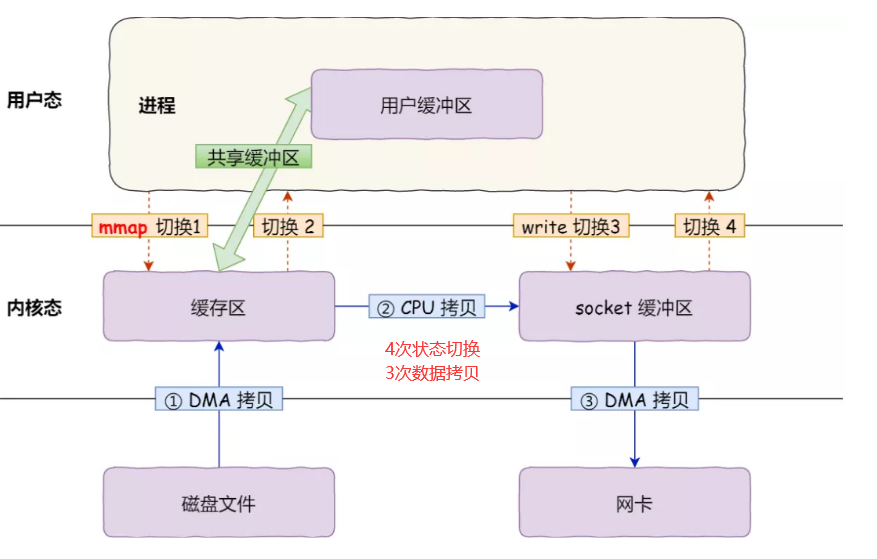 用户态
进程
用户缓冲区
共享缓冲区
mmap 切换1
切换 2
write 切换3
切换 4
内核态
缓存区
② CPU 拷贝
socket 缓冲区
4次状态切换
3次数据拷贝
① DMA 拷贝
③ DMA 拷贝
磁盘文件
网卡